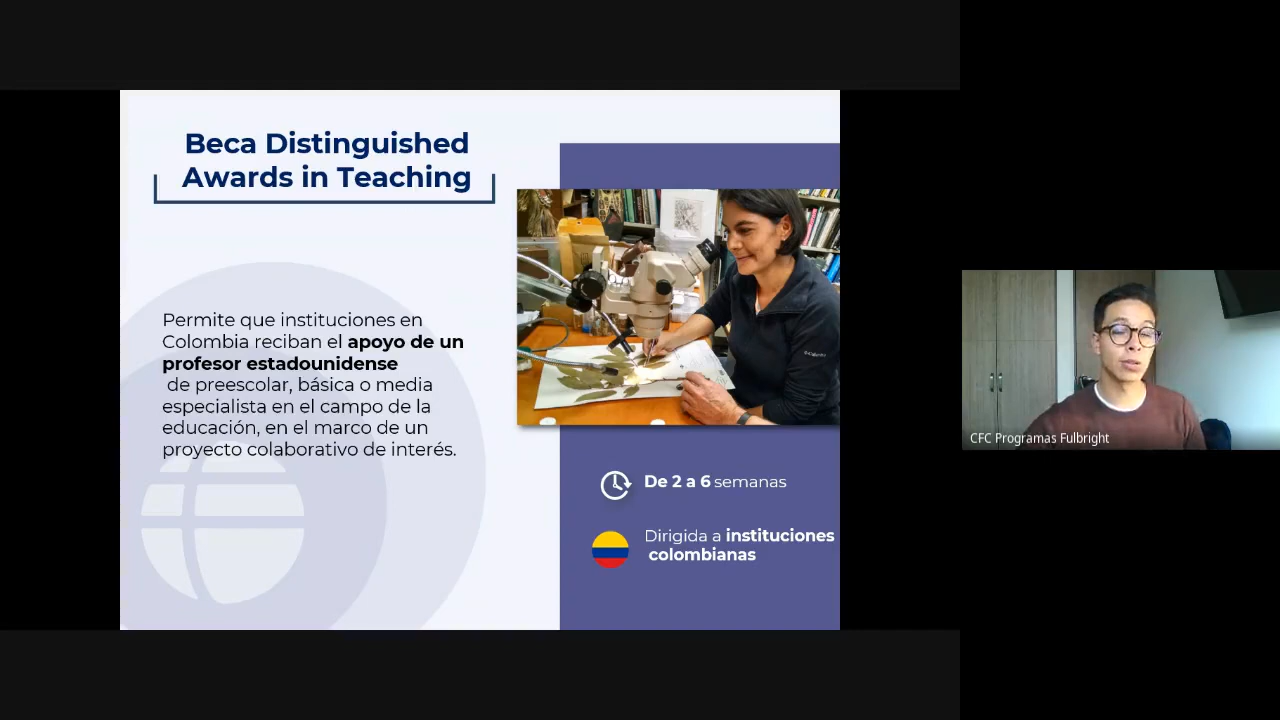 Beca Distinguished
Awards in Teaching
Permite que instituciones en
Colombia reciban el apoyo de un
profesor estadounidense
de preescolar, básica o media
especialista en el campo de la
educación, en el marco de un
proyecto colaborativo de interés.
De 2 a 6 semanas
Dirigida a instituciones
colombianas
CFC Programas Fulbright